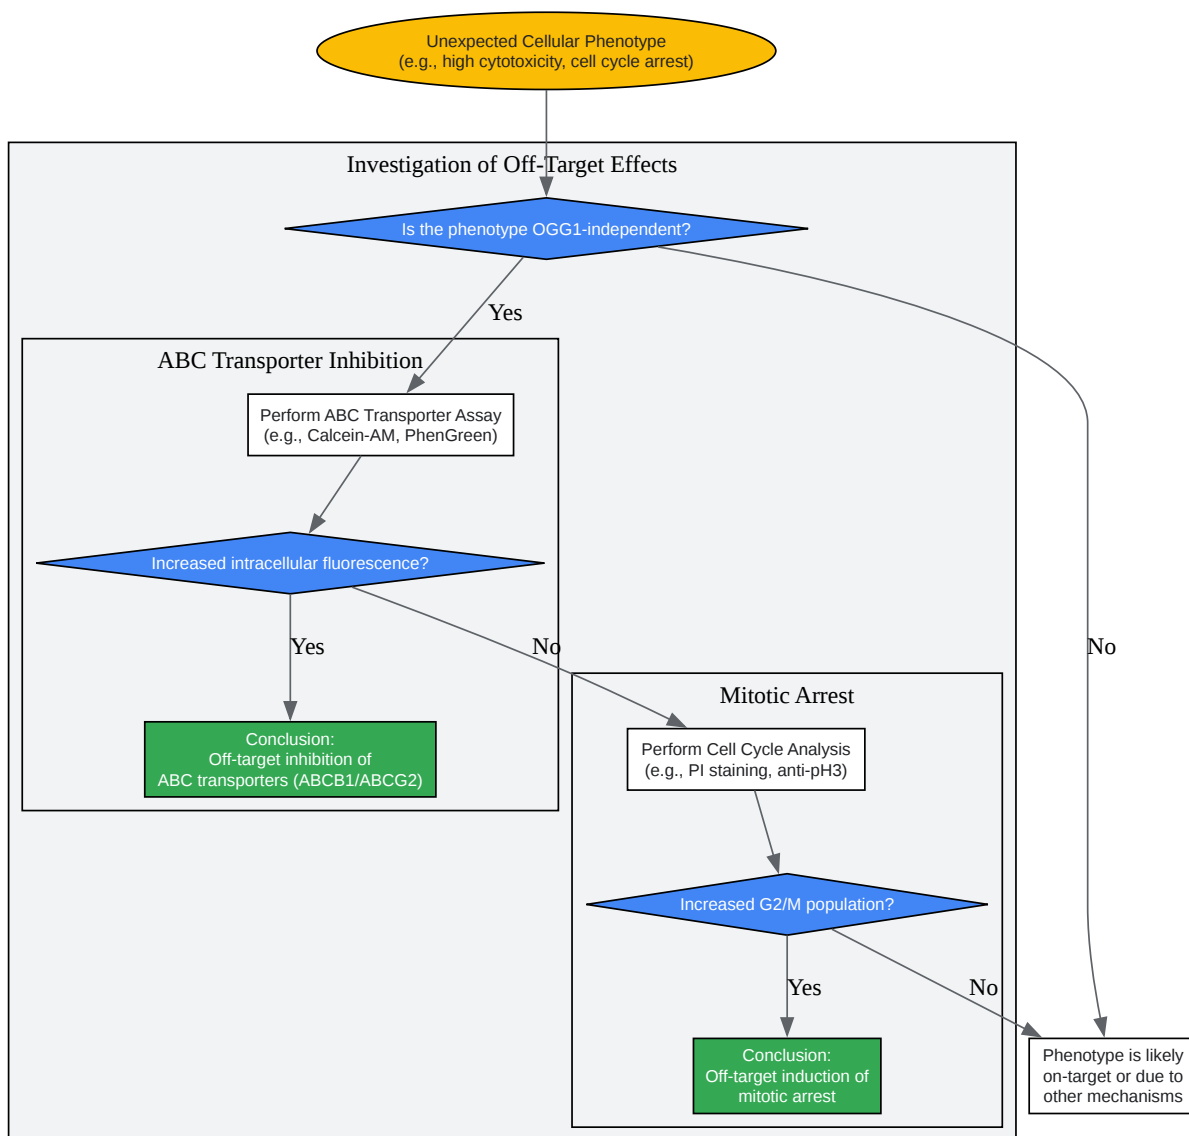 Unexpected Cellular Phenotype
(e.g., high cytotoxicity, cell cycle arrest)
Investigation of Off-Target Effects
Is the phenotype OGG1-independent?
Yes
ABC Transporter Inhibition
Perform ABC Transporter Assay
(e.g., Calcein-AM, PhenGreen)
Increased intracellular fluorescence?
Yes
No
No
Conclusion:
Off-target inhibition of
ABC transporters (ABCB1/ABCG2)
Mitotic Arrest
Perform Cell Cycle Analysis
(e.g., PI staining, anti-pH3)
Increased G2/M population?
Yes
No
Conclusion:
Off-target induction of
mitotic arrest
Phenotype is likely
on-target or due to
other mechanisms